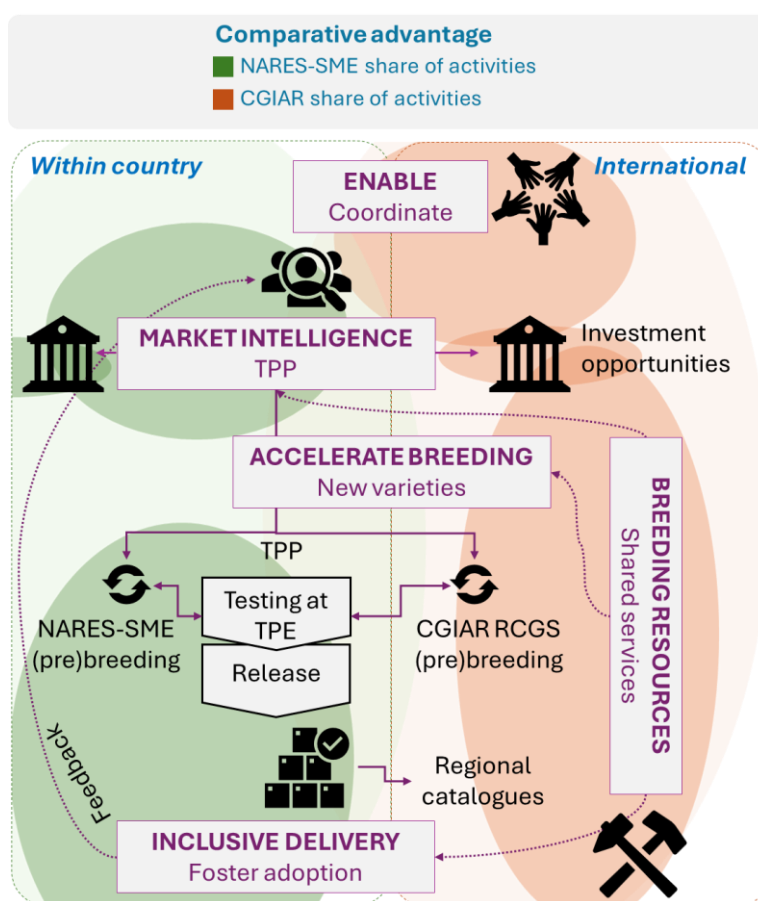 Comparative advantage
NARES-SME share of activities
CGIAR share of activities
Within country
International
ENABLE
Coordinate
MARKET INTELLIGENCE
TPP
Investment
opportunities
ACCELERATE BREEDING
New varieties
BREEDING RESOURCES
Shared services
TPP
Testing at
TPE
NARES-SME
(pre)breeding
CGIAR RCGS
(pre)breeding
Release
Feedback
Regional
catalogues
INCLUSIVE DELIVERY
Foster adoption